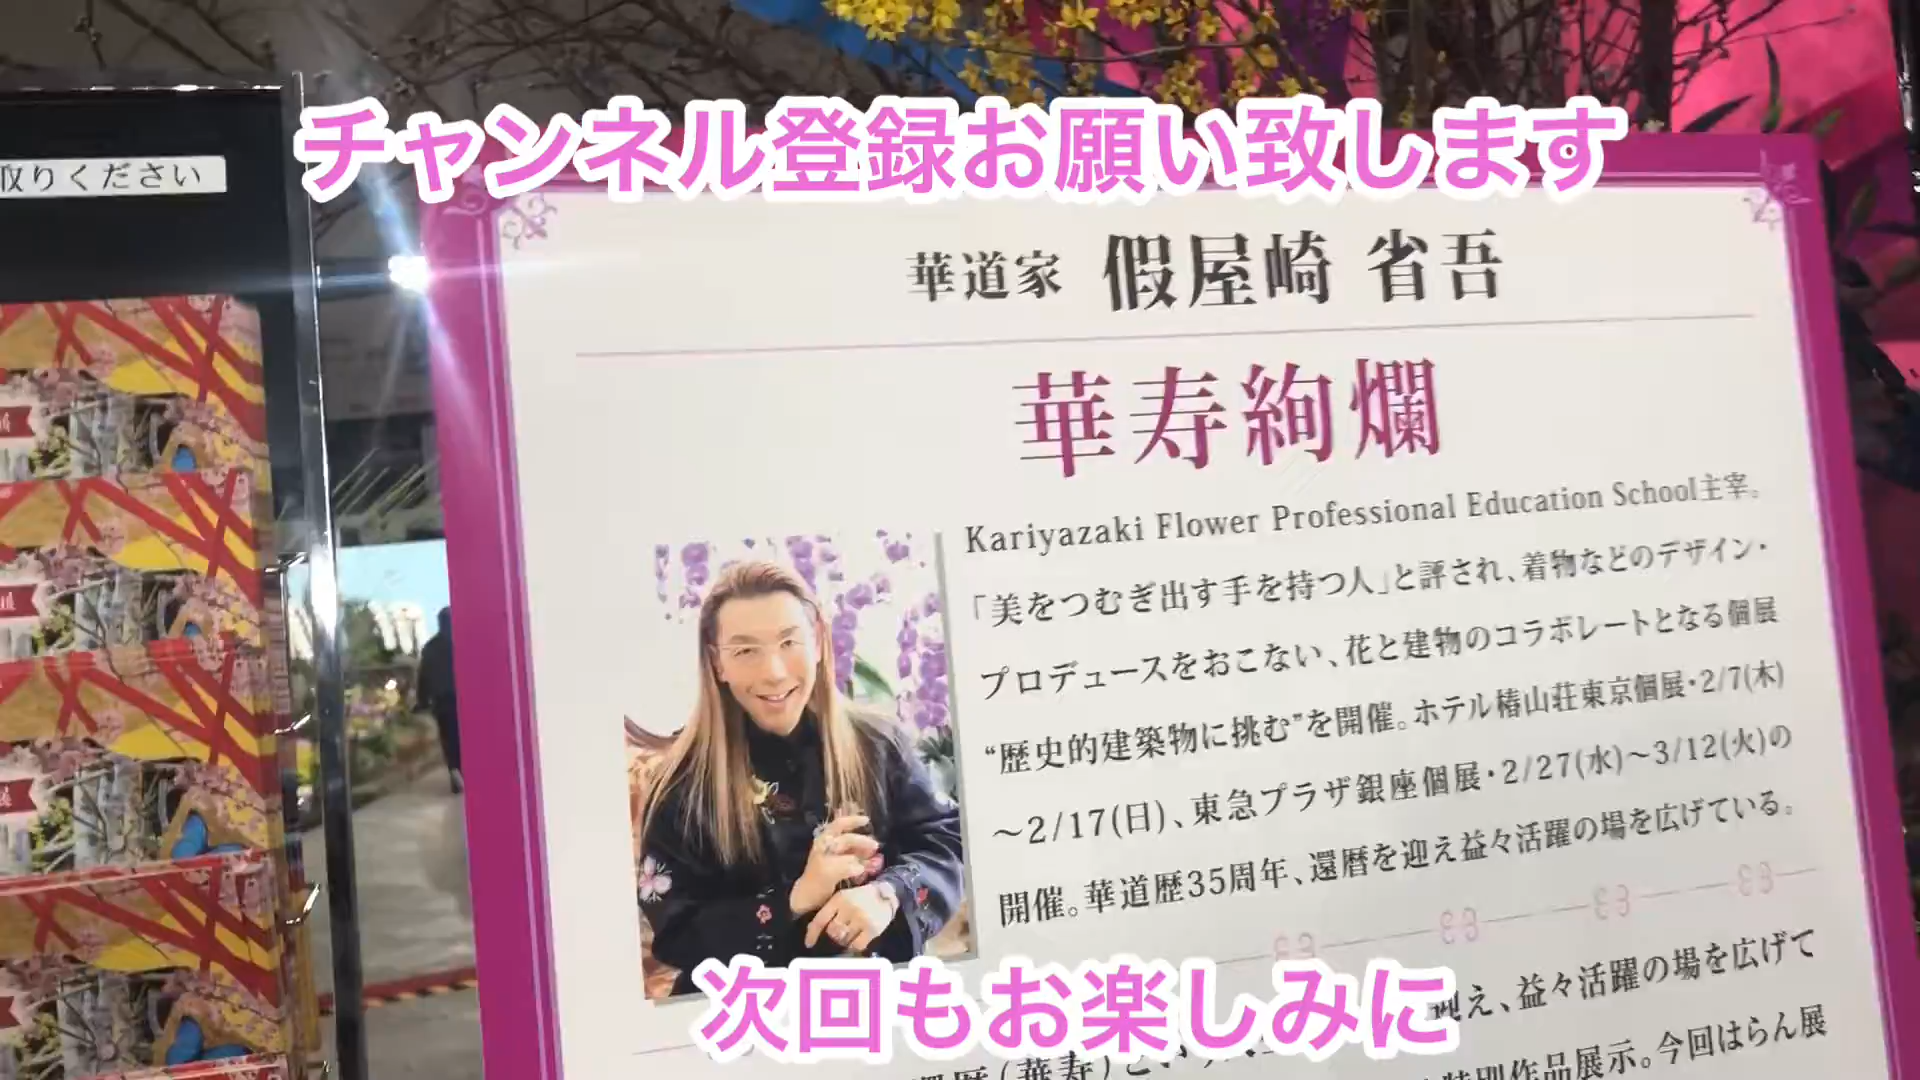 チャンネル登録お願い致します
取りください
華道家 假屋崎 省吾
華寿絢爛
Kariyazaki Flower Professional Education School主宰。
「美をつむぎ出す手を持つ人」と評され、着物などのデザイン・
プロデュースをおこない、花と建物のコラボレートとなる個展
“歴史的建築物に挑む”を開催。ホテル椿山荘東京個展・2/7(木)
～2/17(日)、東急プラザ銀座個展・2/27(水)～3/12(火)の
開催。華道歴35周年、還暦を迎え益々活躍の場を広げている。
迎え、益々活躍の場を広げて
次回もお楽しみに
還暦(華寿)という
特別作品展示。今回はらん展